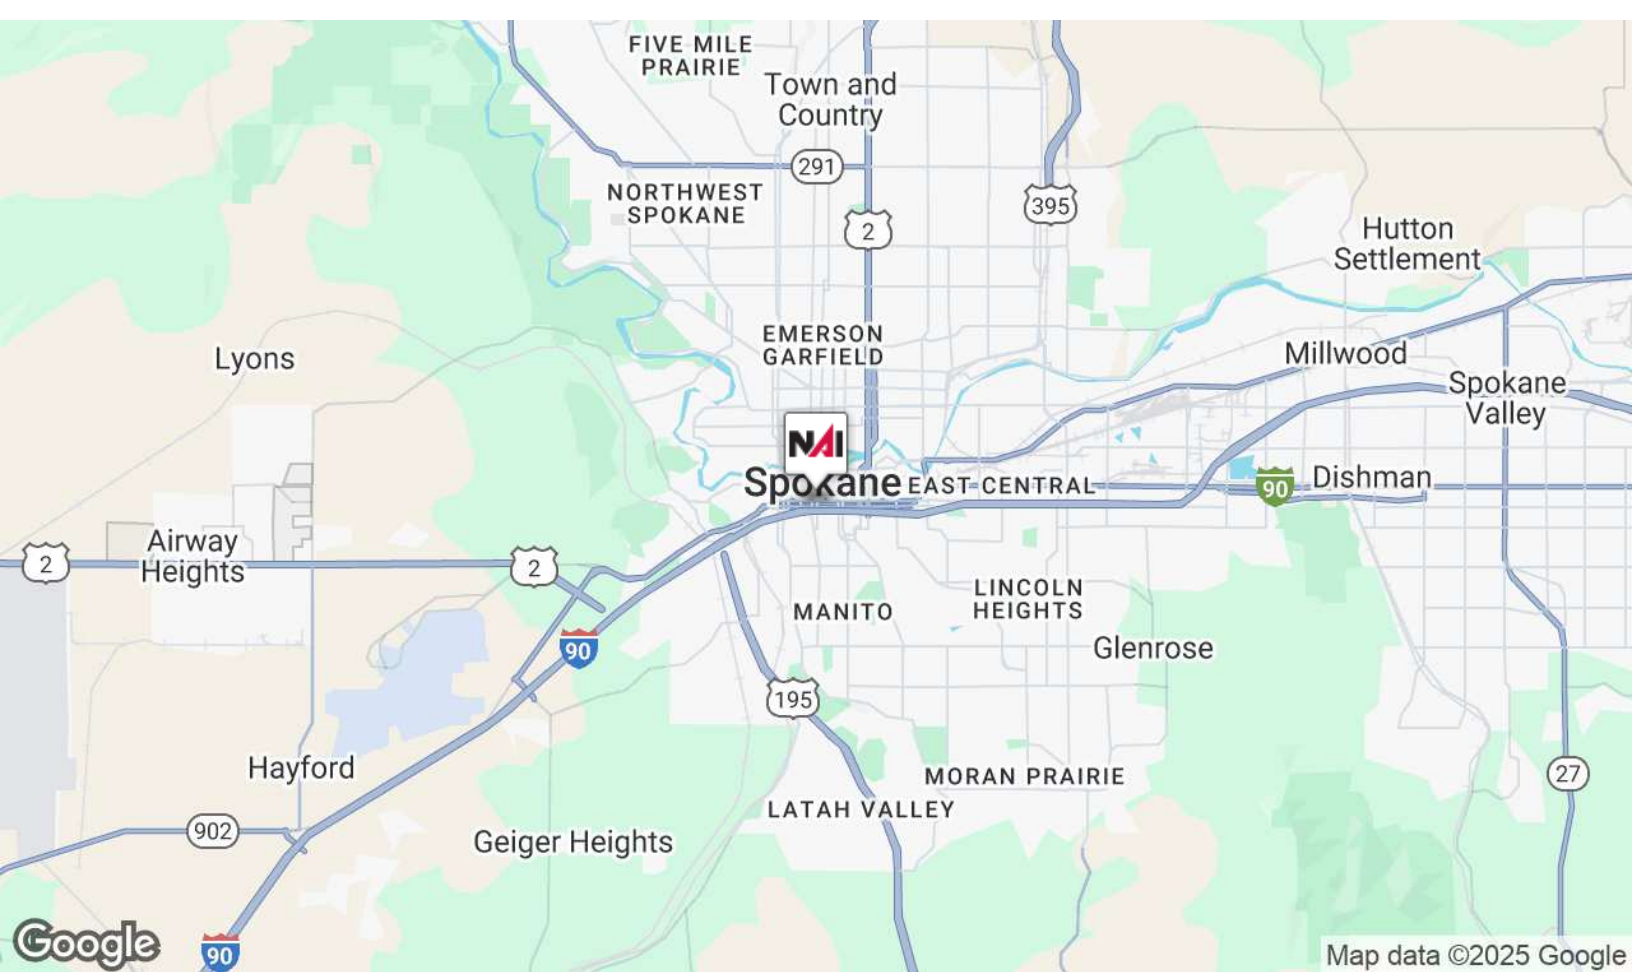 FIVE MILE
PRAIRIE
Town and
Country
291
NORTHWEST
SPOKANE
395
2
Hutton
Settlement
EMERSON
GARFIELD
Lyons
Millwood
Spokane
Valley
NAI
Spokane
EAST CENTRAL
90
Dishman
Airway
Heights
2
2
LINCOLN
HEIGHTS
MANITO
Glenrose
90
195
Hayford
MORAN PRAIRIE
27
LATAH VALLEY
902
Geiger Heights
Google
90
Map data ©2025 Google